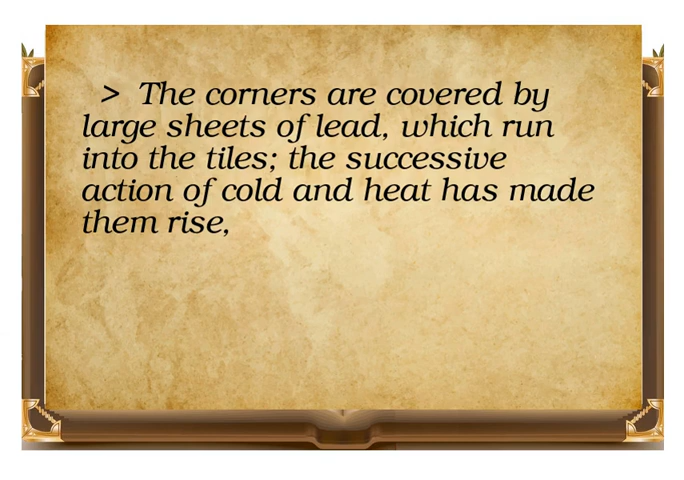 > The corners are covered by
large sheets of lead, which run
into the tiles; the successive
action of cold and heat has made
them rise,